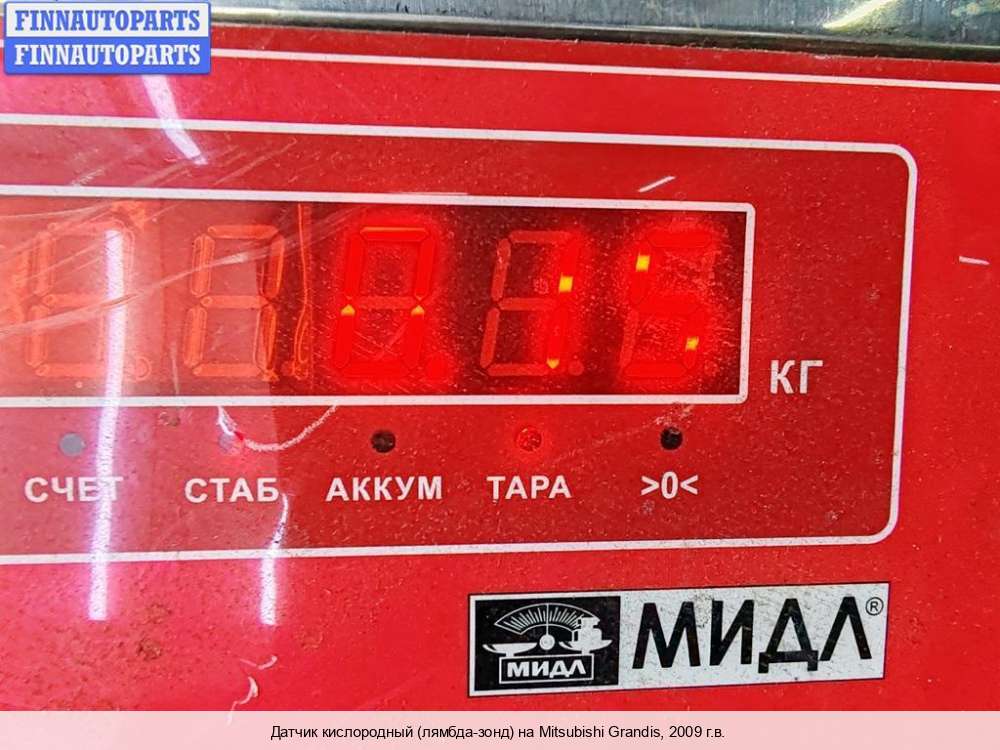 FINNAUTOPARTS
FINNAUTOPARTS
0.15
КГ
СЧЕТ СТАБ АККУМ ТАРА >0<
МИДЛ МИДЛ®
Датчик кислородный (лямбда-зонд) на Mitsubishi Grandis, 2009 г.в.